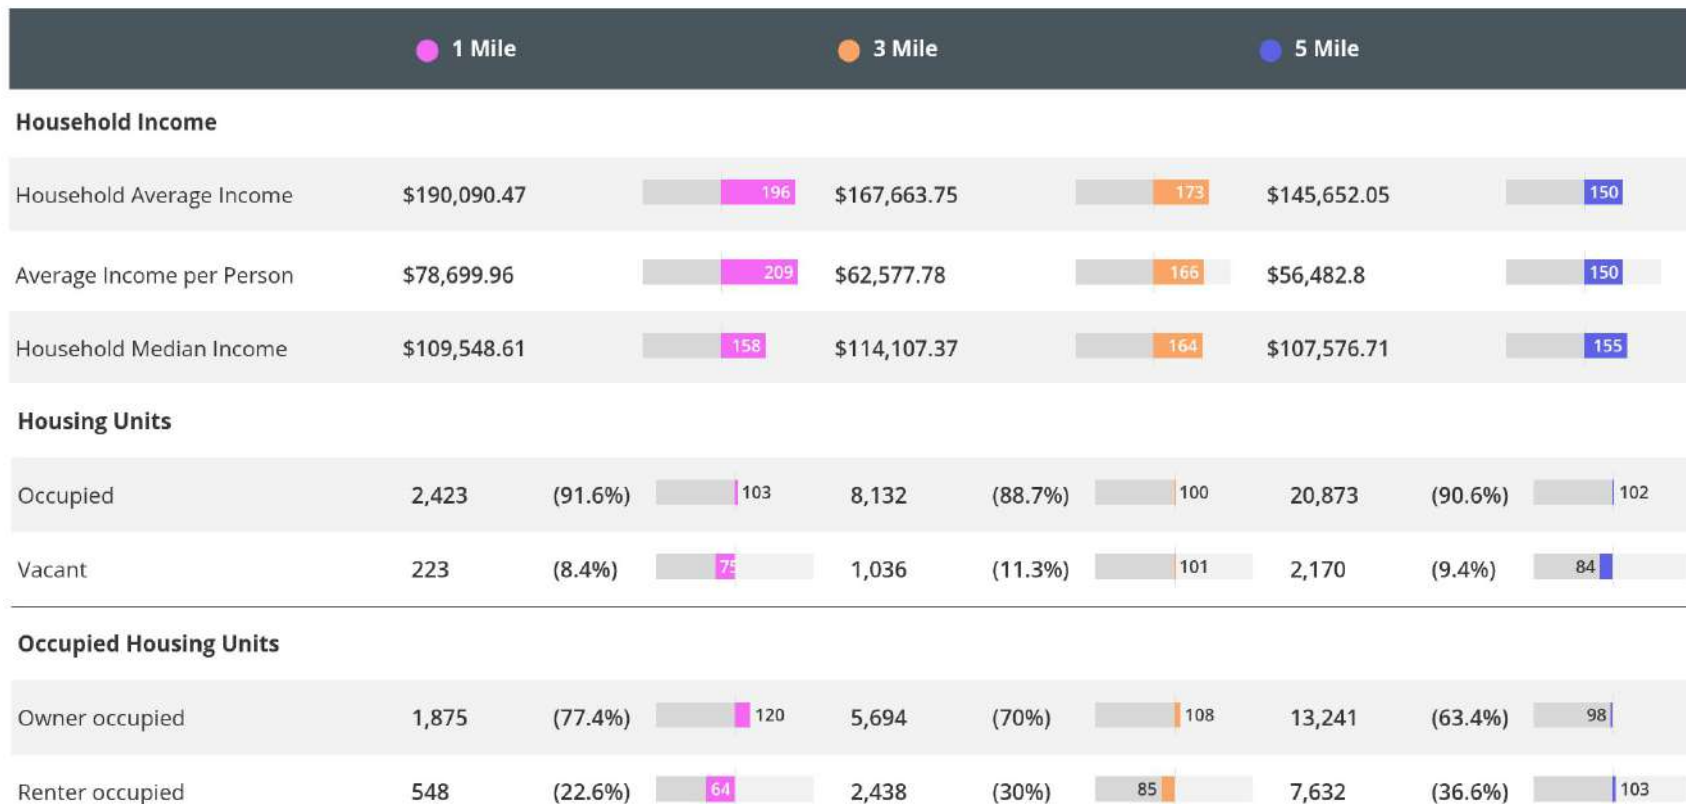 1 Mile 3 Mile 5 Mile
Household Income
Household Average Income $190,090.47 196 $167,663.75 173 $145,652.05 150
Average Income per Person $78,699.96 209 $62,577.78 166 $56,482.8 150
Household Median Income $109,548.61 158 $114,107.37 164 $107,576.71 155
Housing Units
Occupied 2,423 (91.6%) 103 8,132 (88.7%) 100 20,873 (90.6%) 102
Vacant 223 (8.4%) 75 1,036 (11.3%) 101 2,170 (9.4%) 84
Occupied Housing Units
Owner occupied 1,875 (77.4%) 120 5,694 (70%) 108 13,241 (63.4%) 98
Renter occupied 548 (22.6%) 64 2,438 (30%) 85 7,632 (36.6%) 103